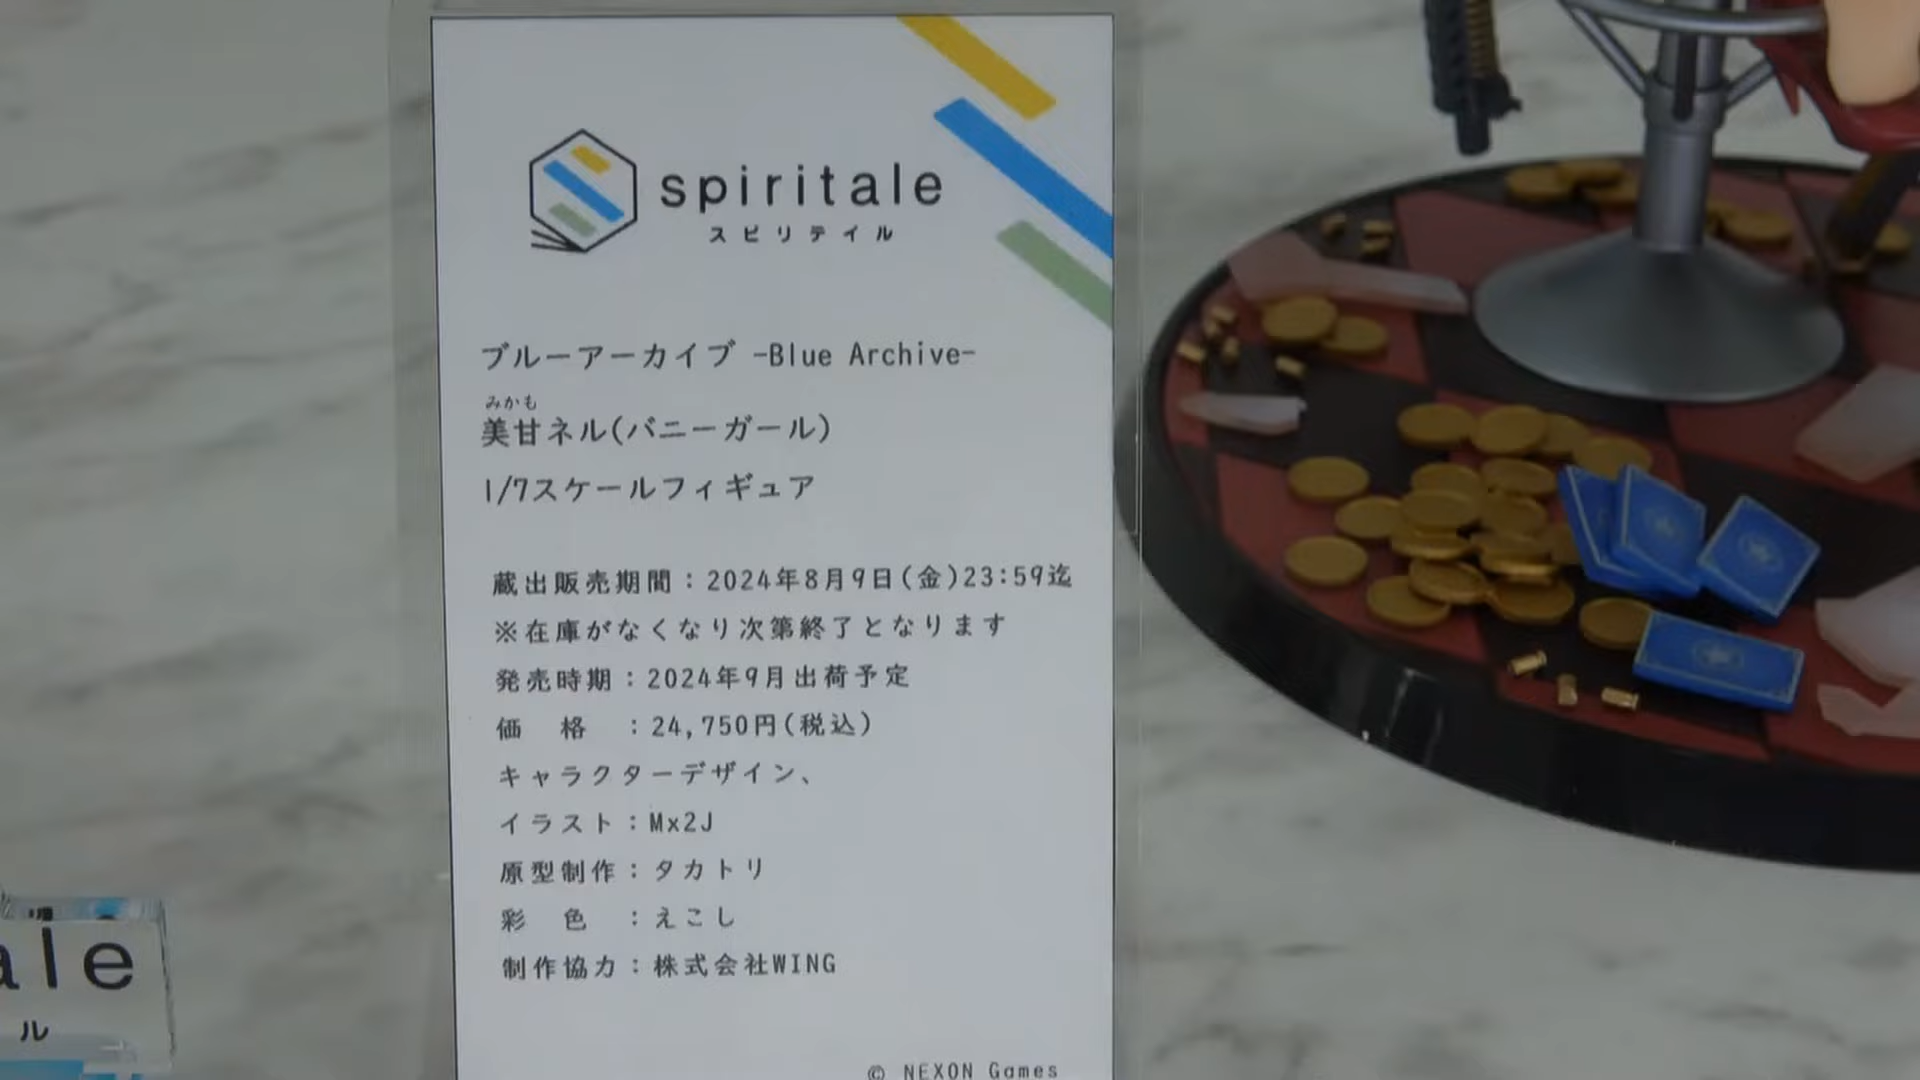 spiritale
スピリテイル
ブルーアーカイブ -Blue Archive-
みかも
美甘ネル(バニーガール)
1/7スケールフィギュア
蔵出販売期間：2024年8月9日(金)23:59迄
※在庫がなくなり次第終了となります
発売時期：2024年9月出荷予定
価　格　：24,750円(税込)
キャラクターデザイン、
イラスト：Mx2J
原型制作：タカトリ
彩　色　：えこし
制作協力：株式会社WING
© NEXON Games
ale
ル